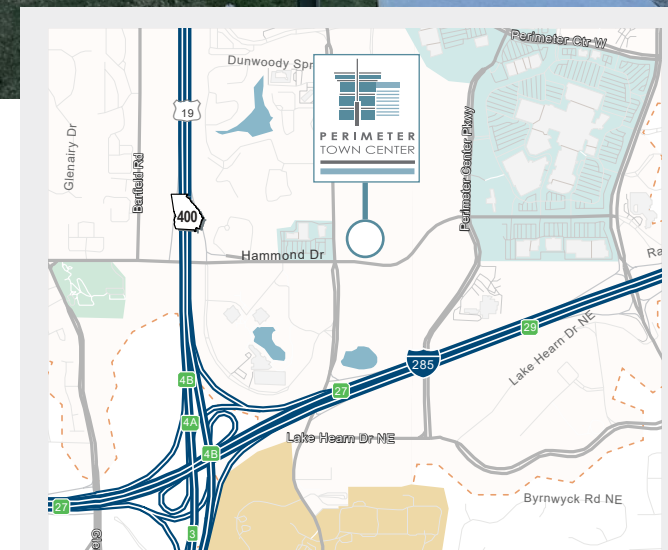 Perimeter Ctr W
Dunwoody Spr
19
PERIMETER
TOWN CENTER
Glenairy Dr
Barfield Rd
Perimeter Center Pkwy
400
Hammond Dr
Ra
29
Lake Hearn Dr NE
285
4B
27
4A
Lake Hearn Dr NE
4B
Byrnwyck Rd NE
27
3